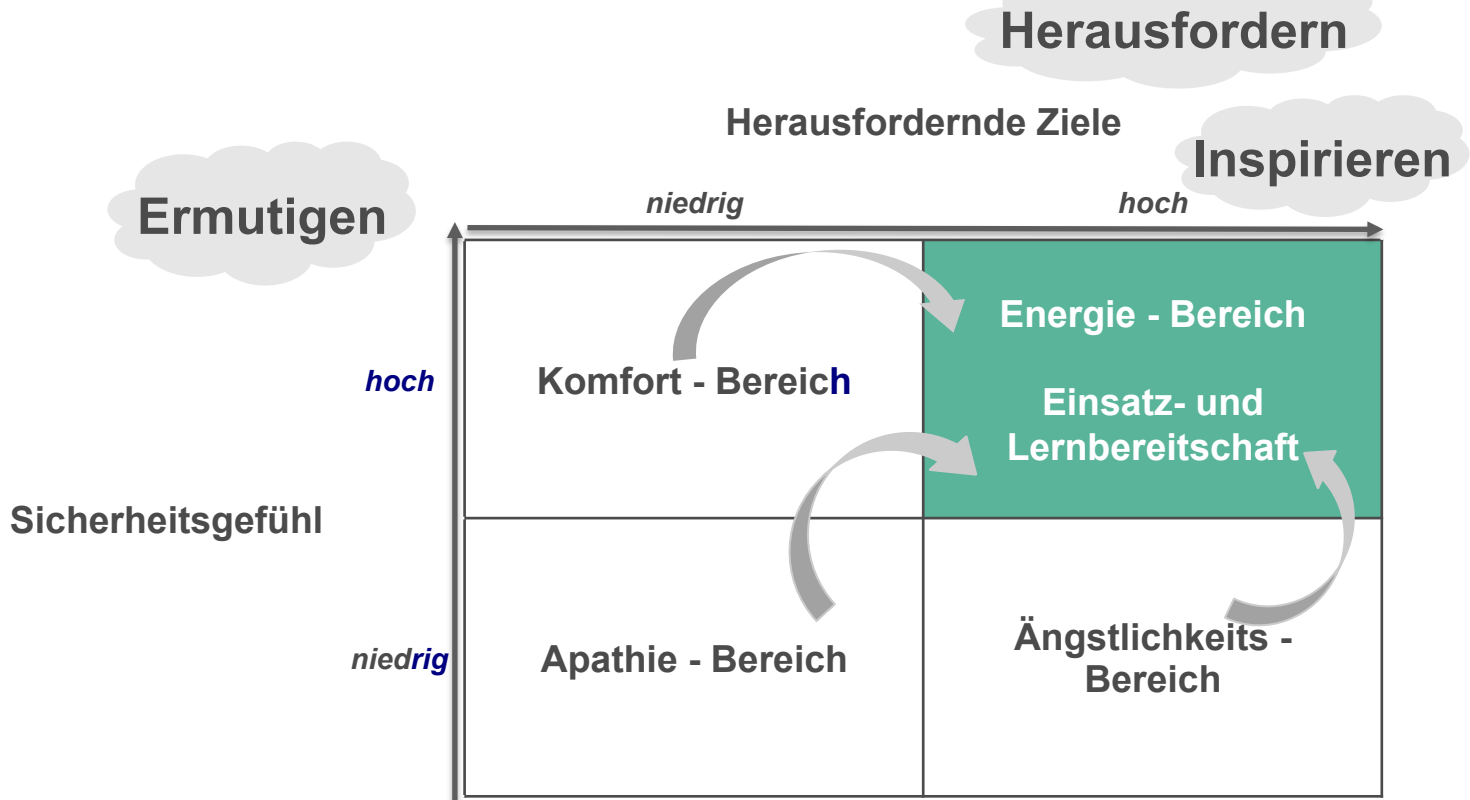 Herausfordern
Herausfordernde Ziele
Inspirieren
Ermutigen
niedrig
hoch
Energie - Bereich
hoch
Komfort - Bereich
Einsatz- und
Lernbereitschaft
Sicherheitsgefühl
niedrig
Apathie - Bereich
Ängstlichkeits -
Bereich